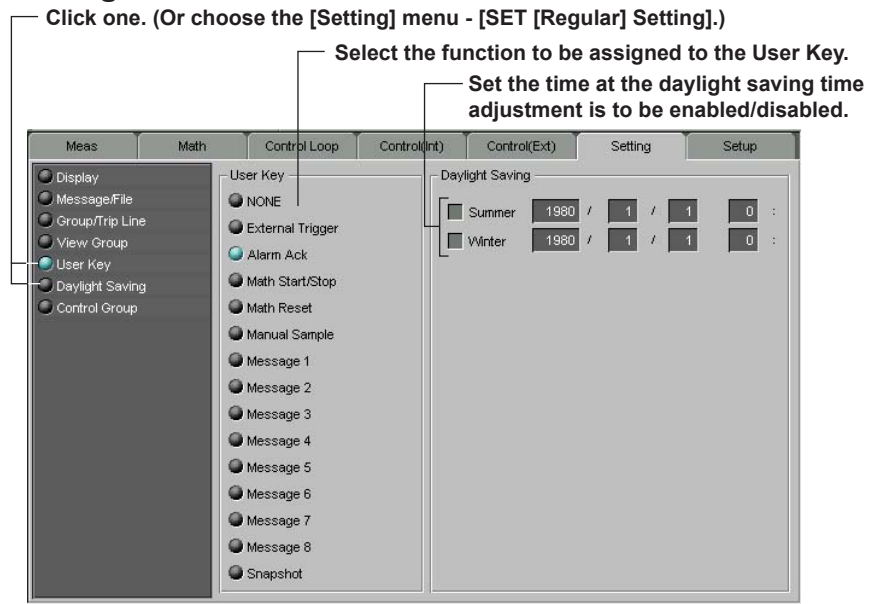 Click one. (Or choose the [Setting] menu - [SET [Regular] Setting].)
Select the function to be assigned to the User Key.
Set the time at the daylight saving time
adjustment is to be enabled/disabled.
Meas Math Control Loop Control(Int) Control(Ext) Setting Setup
Display
Message/File
Group/Trip Line
View Group
User Key
Daylight Saving
Control Group
User Key
NONE
External Trigger
Alarm Ack
Math Start/Stop
Math Reset
Manual Sample
Message 1
Message 2
Message 3
Message 4
Message 5
Message 6
Message 7
Message 8
Snapshot
Daylight Saving
Summer 1980 / 1 / 1 0 :
Winter 1980 / 1 / 1 0 :